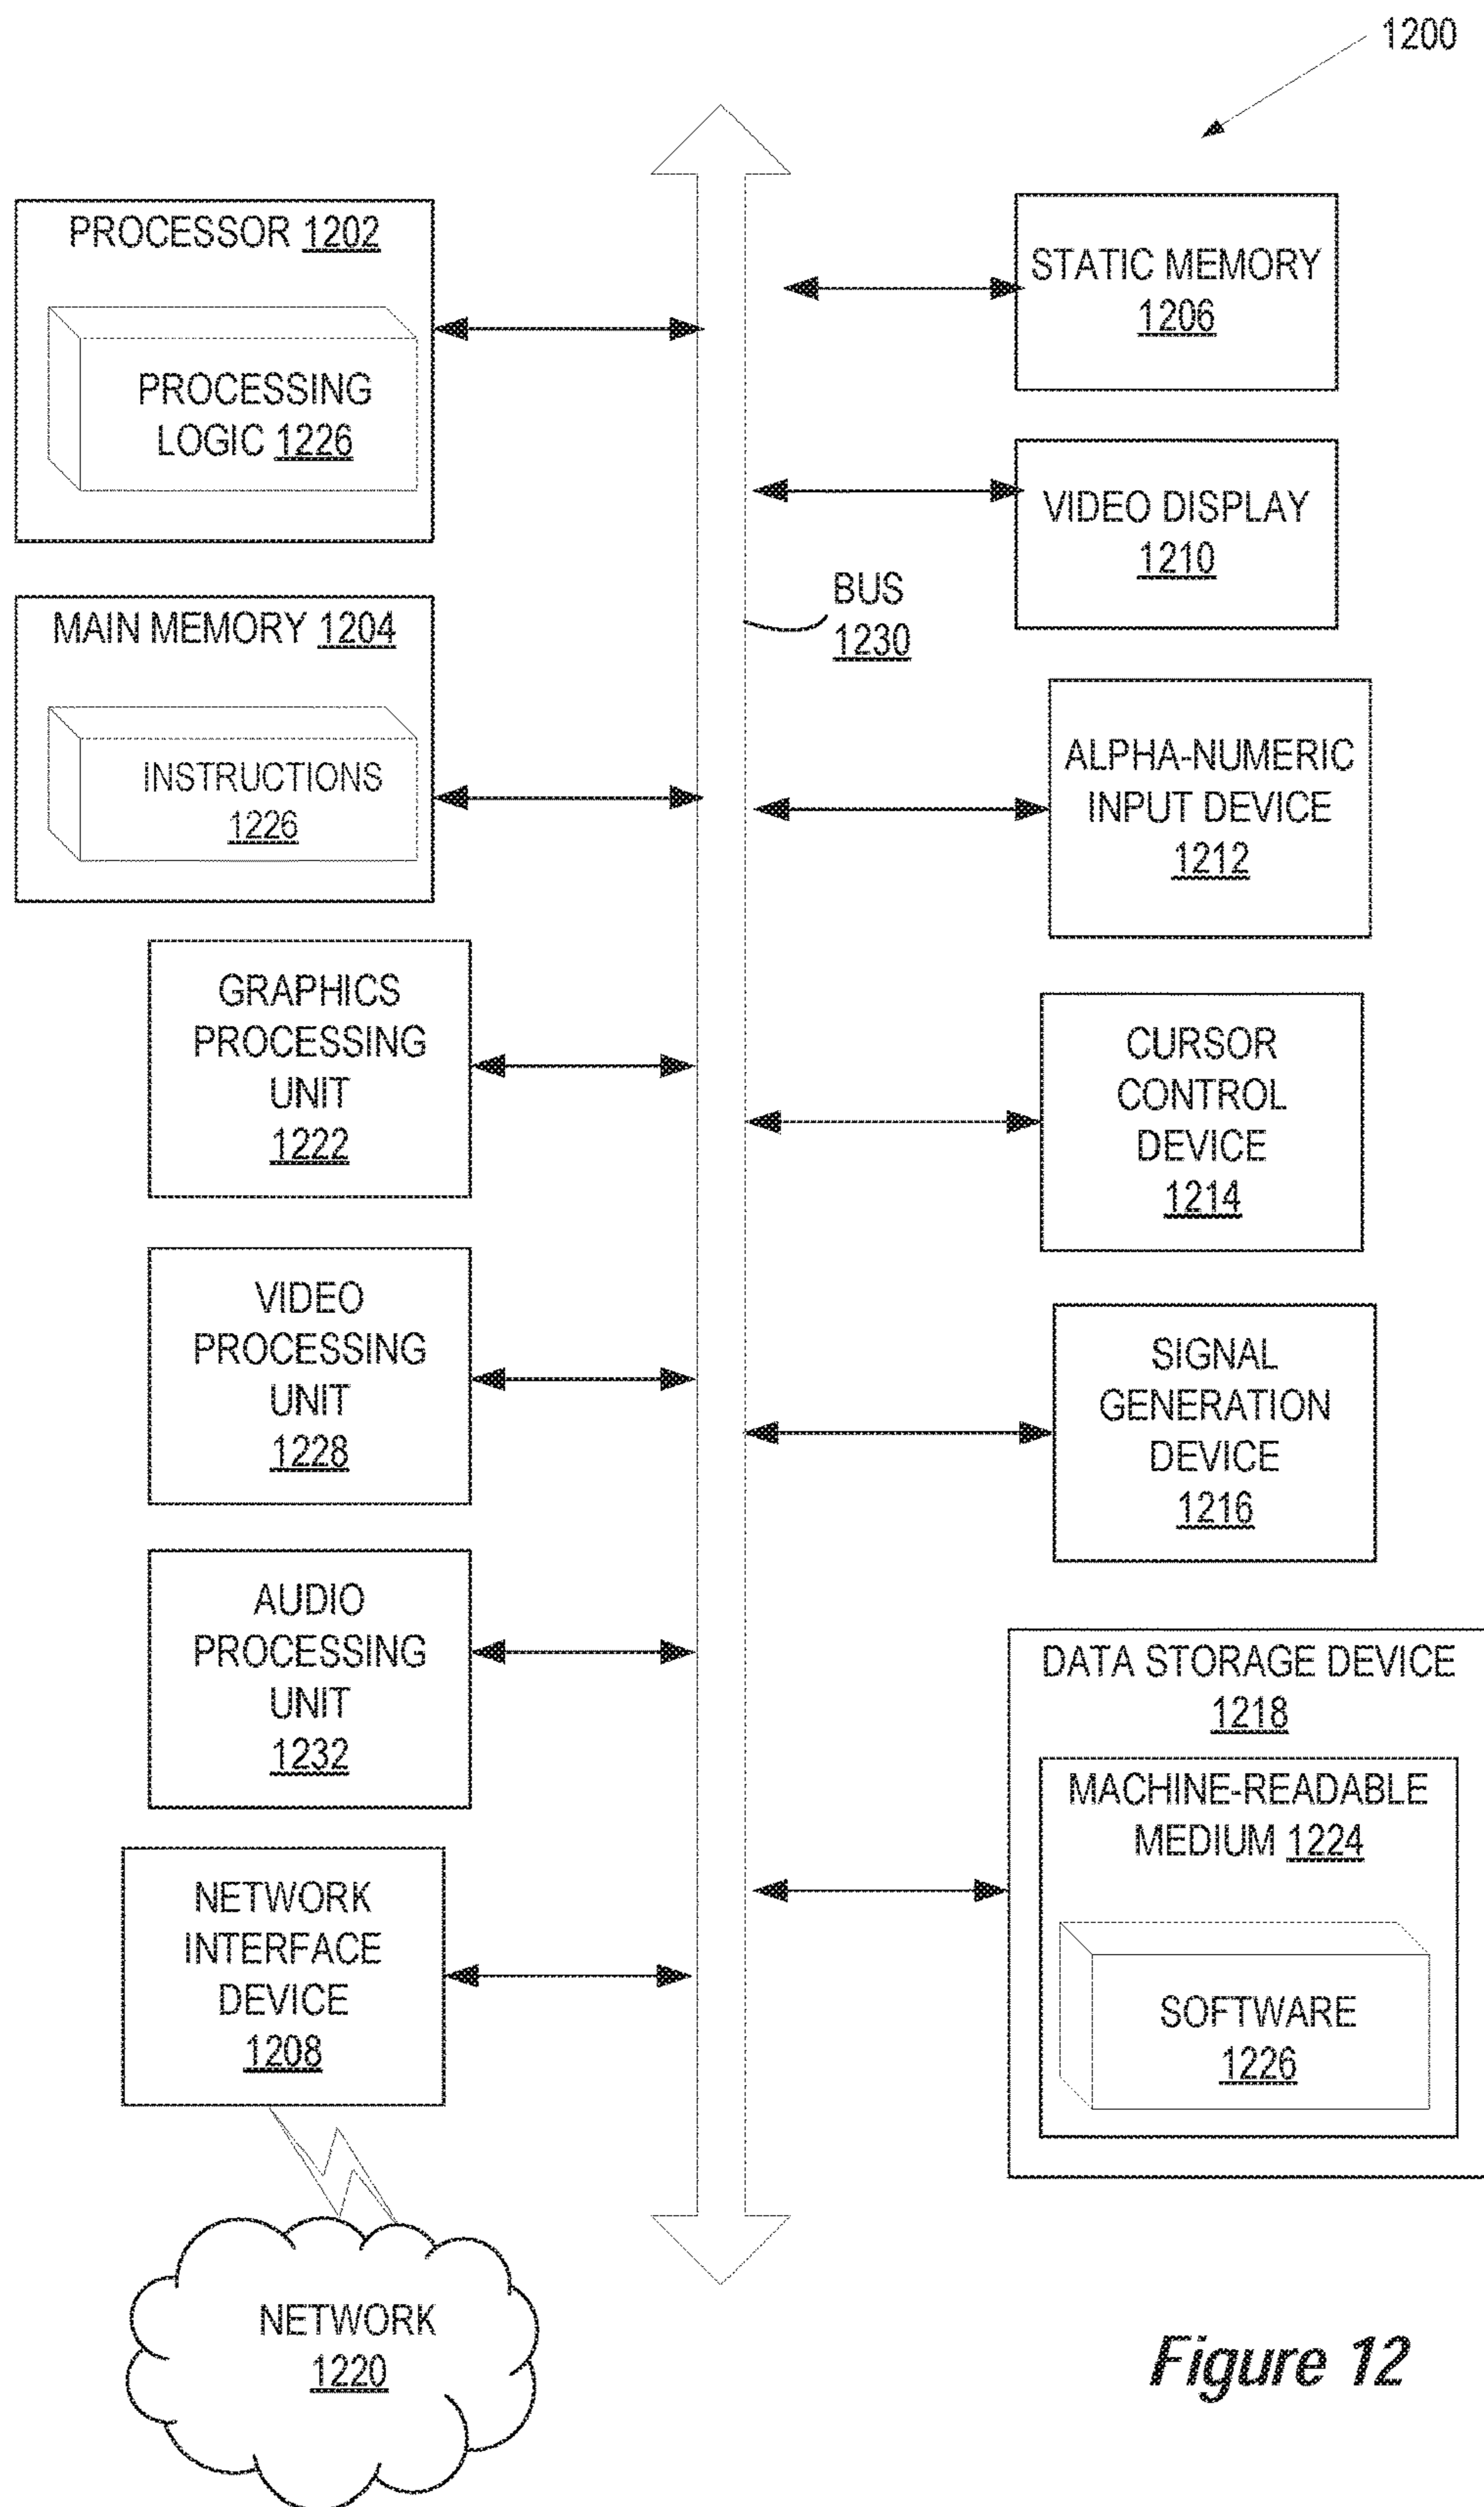 1200
PROCESSOR 1202
PROCESSING
LOGIC 1226
MAIN MEMORY 1204
INSTRUCTIONS
1226
GRAPHICS
PROCESSING
UNIT
1222
VIDEO
PROCESSING
UNIT
1228
AUDIO
PROCESSING
UNIT
1232
NETWORK
INTERFACE
DEVICE
1208
NETWORK
1220
BUS
1230
STATIC MEMORY
1206
VIDEO DISPLAY
1210
ALPHA-NUMERIC
INPUT DEVICE
1212
CURSOR
CONTROL
DEVICE
1214
SIGNAL
GENERATION
DEVICE
1216
DATA STORAGE DEVICE
1218
MACHINE-READABLE
MEDIUM 1224
SOFTWARE
1226
Figure 12